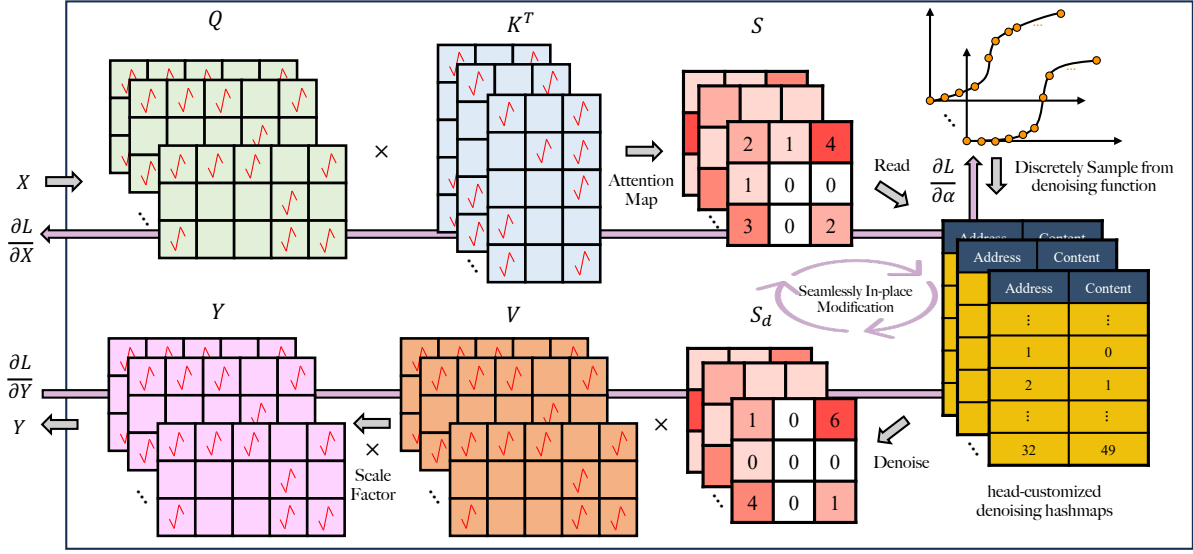 Q
K^T
S
...
...
×
2 1 4
1 0 0
3 0 2
X
Attention
Map
Read
∂L
∂α
Discretely Sample from
denoising function
∂L
∂X
Address Content
Address Content
Address Content
⋮ ⋮
1 0
2 1
⋮ ⋮
32 49
Seamlessly In-place
Modification
Y
V
S_d
∂L
∂Y
Y
×
Scale
Factor
×
1 0 6
0 0 0
4 0 1
Denoise
head-customized
denoising hashmaps